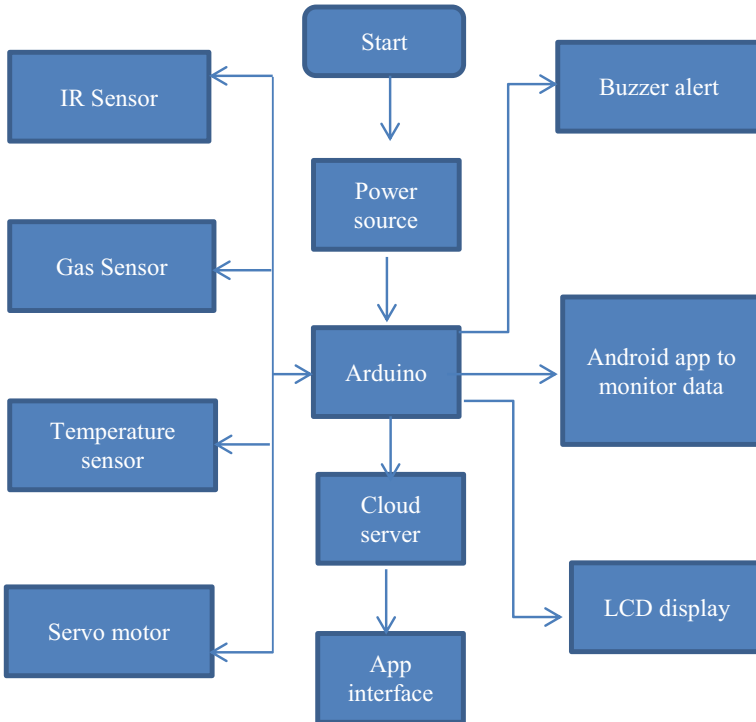 Start
IR Sensor
Buzzer alert
Power
source
Gas Sensor
Arduino
Android app to
monitor data
Temperature
sensor
Cloud
server
Servo motor
LCD display
App
interface